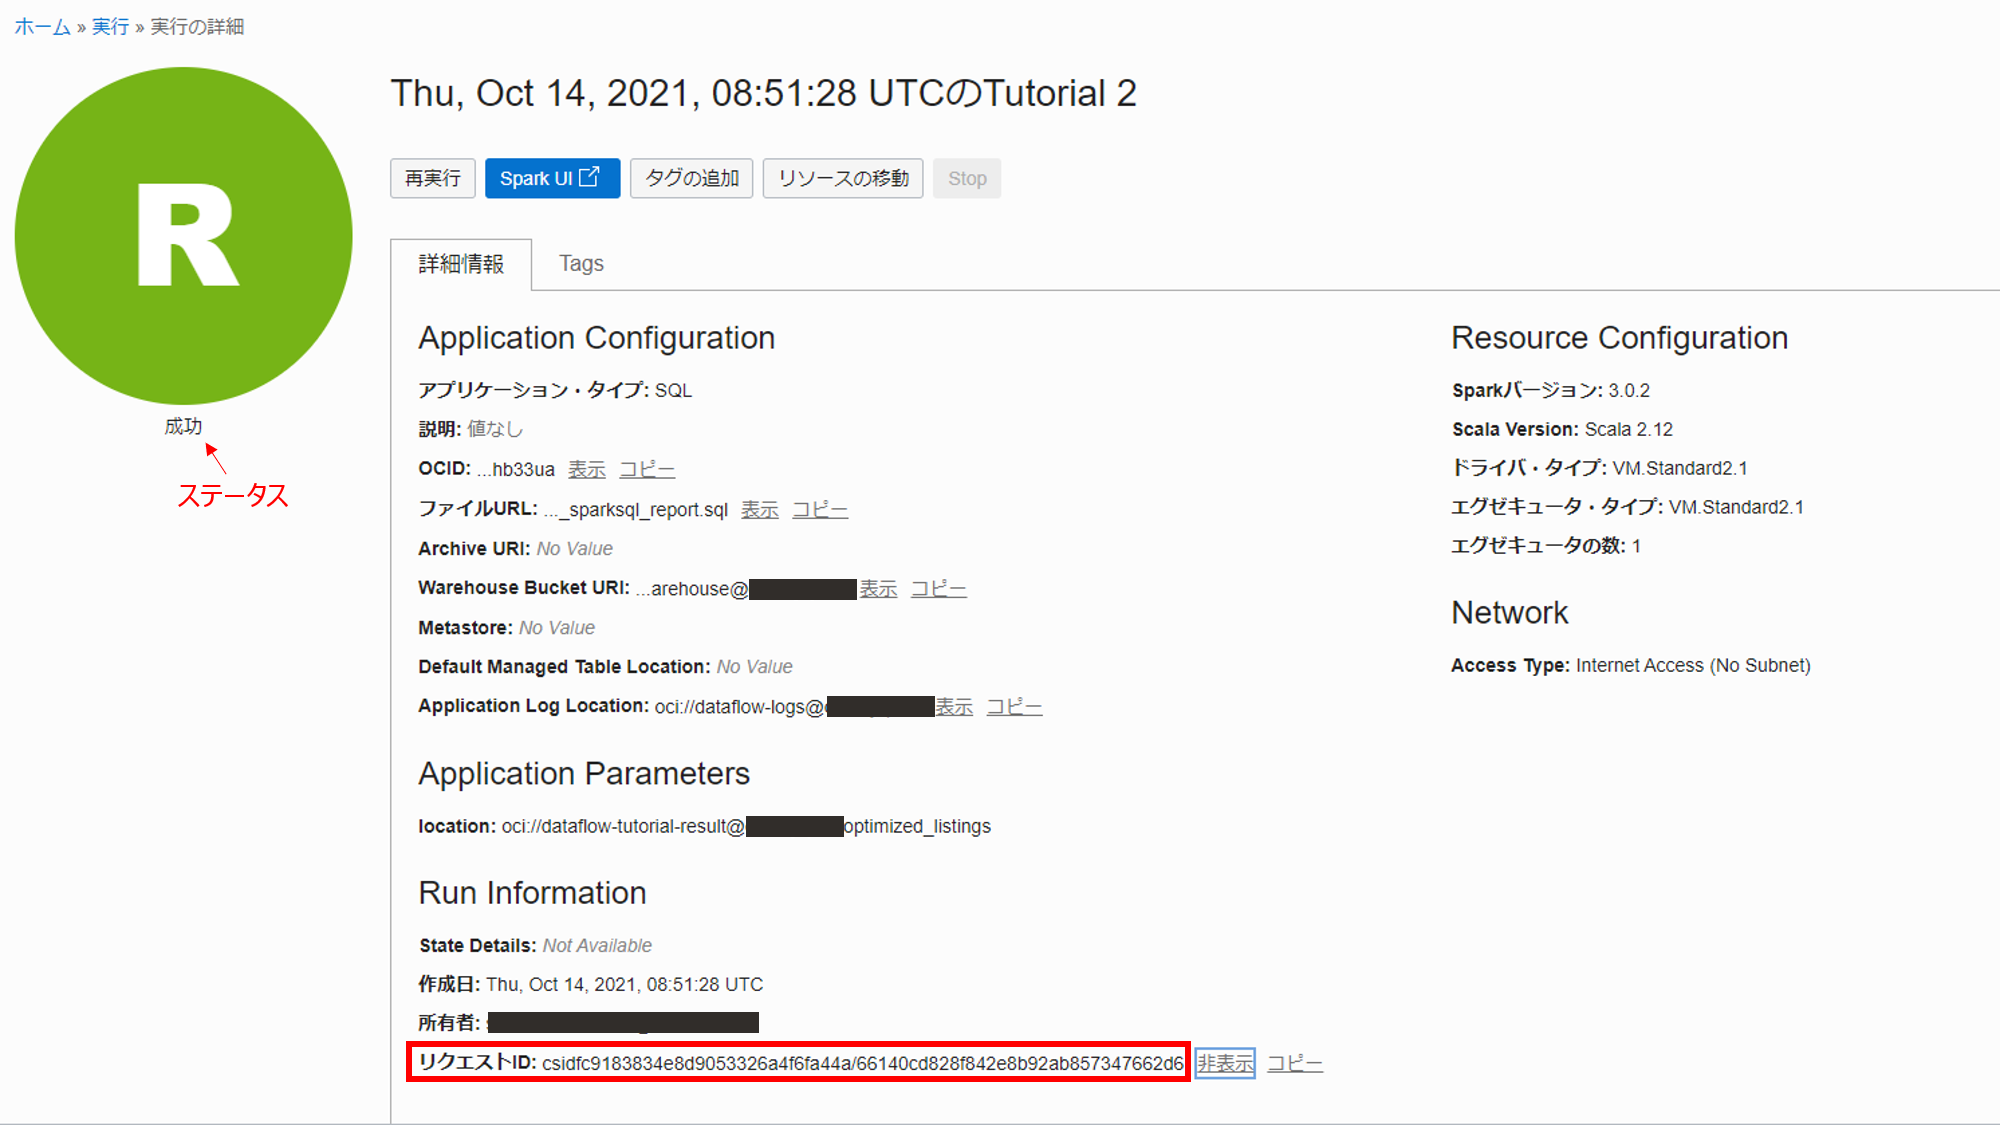 ホーム » 実行 » 実行の詳細
R
成功
ステータス
Thu, Oct 14, 2021, 08:51:28 UTCのTutorial 2
再実行 Spark UI タグの追加 リソースの移動 Stop
詳細情報 Tags
Application Configuration
アプリケーション・タイプ: SQL
説明: 値なし
OCID: ...hb33ua 表示 コピー
ファイルURL: ..._sparksql_report.sql 表示 コピー
Archive URI: No Value
Warehouse Bucket URI: ...arehouse@ 表示 コピー
Metastore: No Value
Default Managed Table Location: No Value
Application Log Location: oci://dataflow-logs@ 表示 コピー
Application Parameters
location: oci://dataflow-tutorial-result@ optimized_listings
Run Information
State Details: Not Available
作成日: Thu, Oct 14, 2021, 08:51:28 UTC
所有者:
リクエストID: csidfc9183834e8d9053326a4f6fa44a/66140cd828f842e8b92ab857347662d6 非表示 コピー
Resource Configuration
Sparkバージョン: 3.0.2
Scala Version: Scala 2.12
ドライバ・タイプ: VM.Standard2.1
エグゼキュータ・タイプ: VM.Standard2.1
エグゼキュータの数: 1
Network
Access Type: Internet Access (No Subnet)